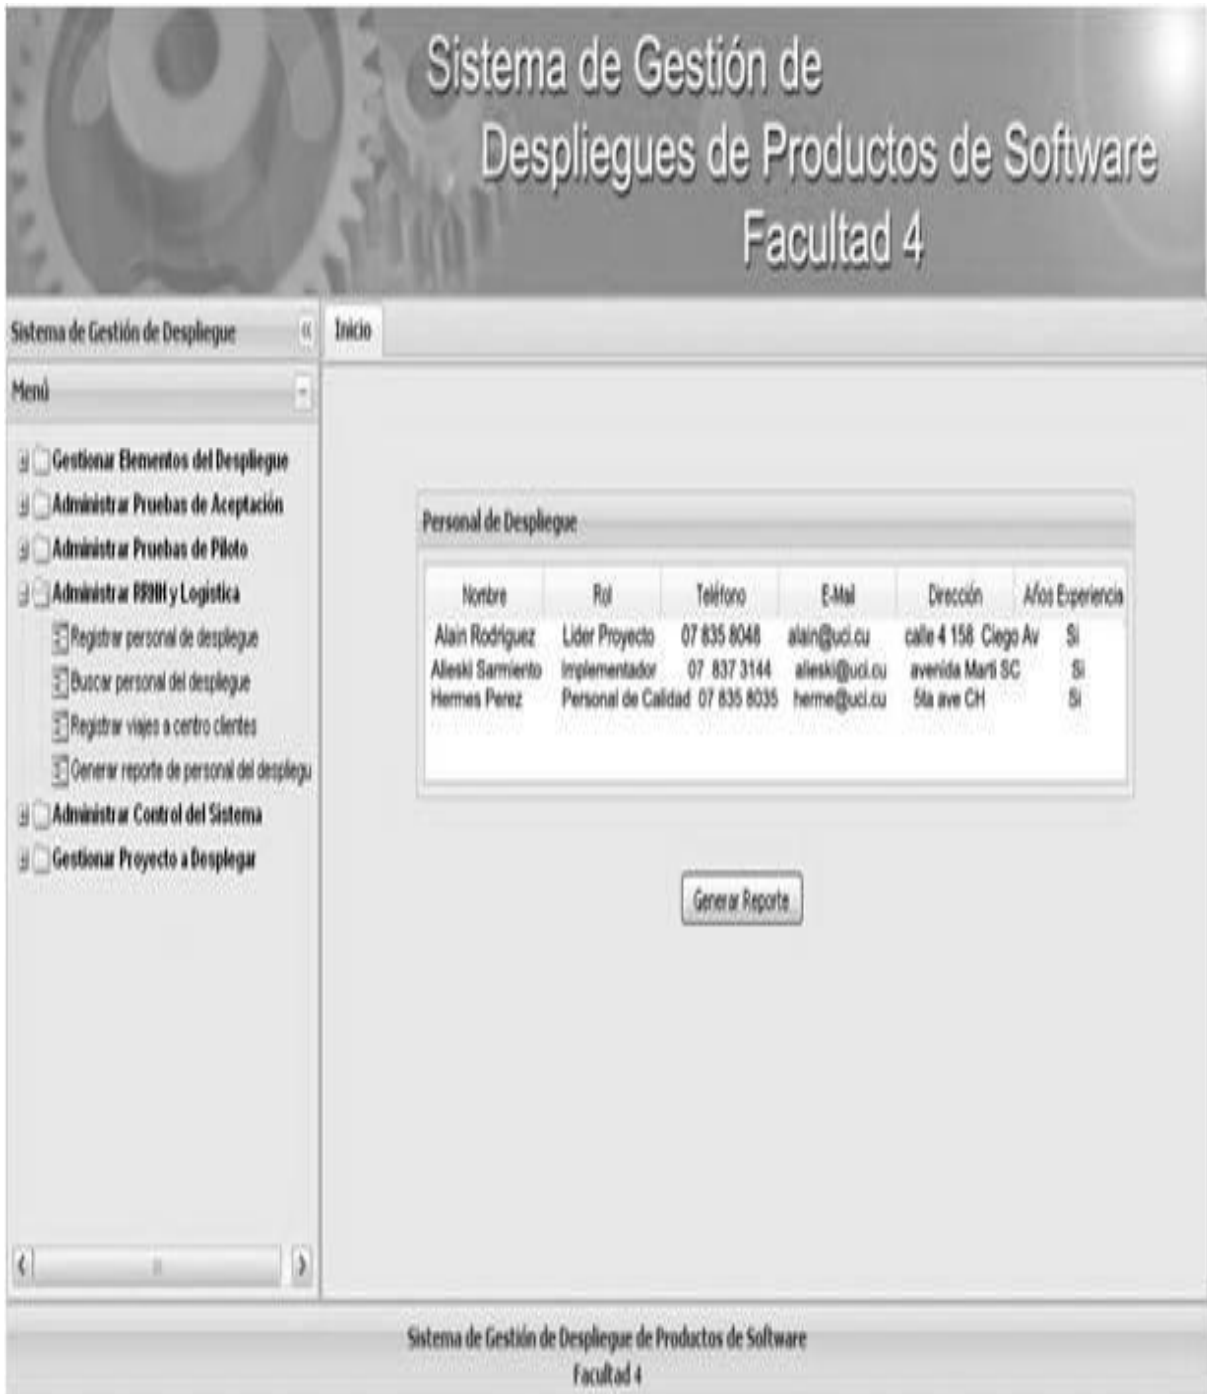 Sistema de Gestión de
Despliegues de Productos de Software
Facultad 4
Sistema de Gestión de Despliegue
Inicio
Menú
Gestionar Elementos del Despliegue
Administrar Pruebas de Aceptación
Administrar Pruebas de Piloto
Administrar RRHH y Logística
Registrar personal de despliegue
Buscar personal del despliegue
Registrar viajes a centro clientes
Generar reporte de personal del despliegu
Administrar Control del Sistema
Gestionar Proyecto a Desplegar
Personal de Despliegue
Nombre Rol Teléfono E-Mail Dirección Años Experiencia
Alain Rodriguez Lider Proyecto 07 835 8048 alain@uci.cu calle 4 158 Ciego Av Si
Alieski Sarmiento Implementador 07 837 3144 alieski@uci.cu avenida Marti SC Si
Hermes Perez Personal de Calidad 07 835 8035 herme@uci.cu 5ta ave CH Si
Generar Reporte
Sistema de Gestión de Despliegue de Productos de Software
Facultad 4